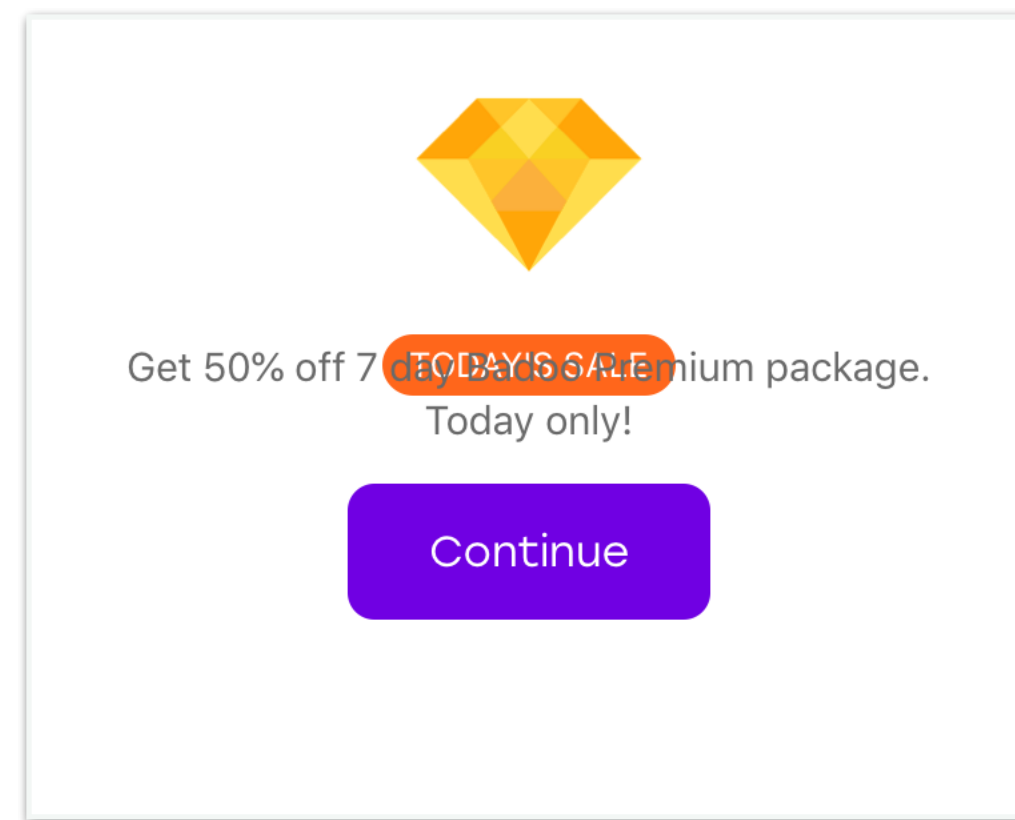 TODAY'S SALE
Get 50% off 7 day Badoo Premium package.
Today only!
Continue